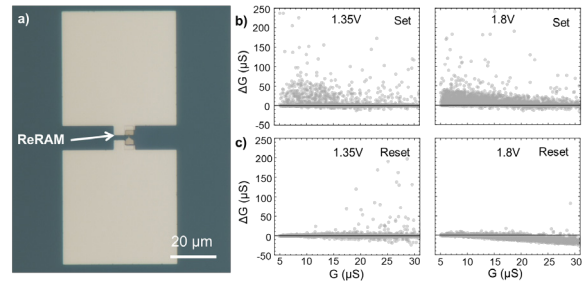 a)
ReRAM
20 µm
b)
1.35V Set
1.8V Set
ΔG (µS)
250
200
150
100
50
0
-50
c)
1.35V Reset
1.8V Reset
ΔG (µS)
250
200
150
100
50
0
-50
5 10 15 20 25 30
5 10 15 20 25 30
G (µS)
G (µS)